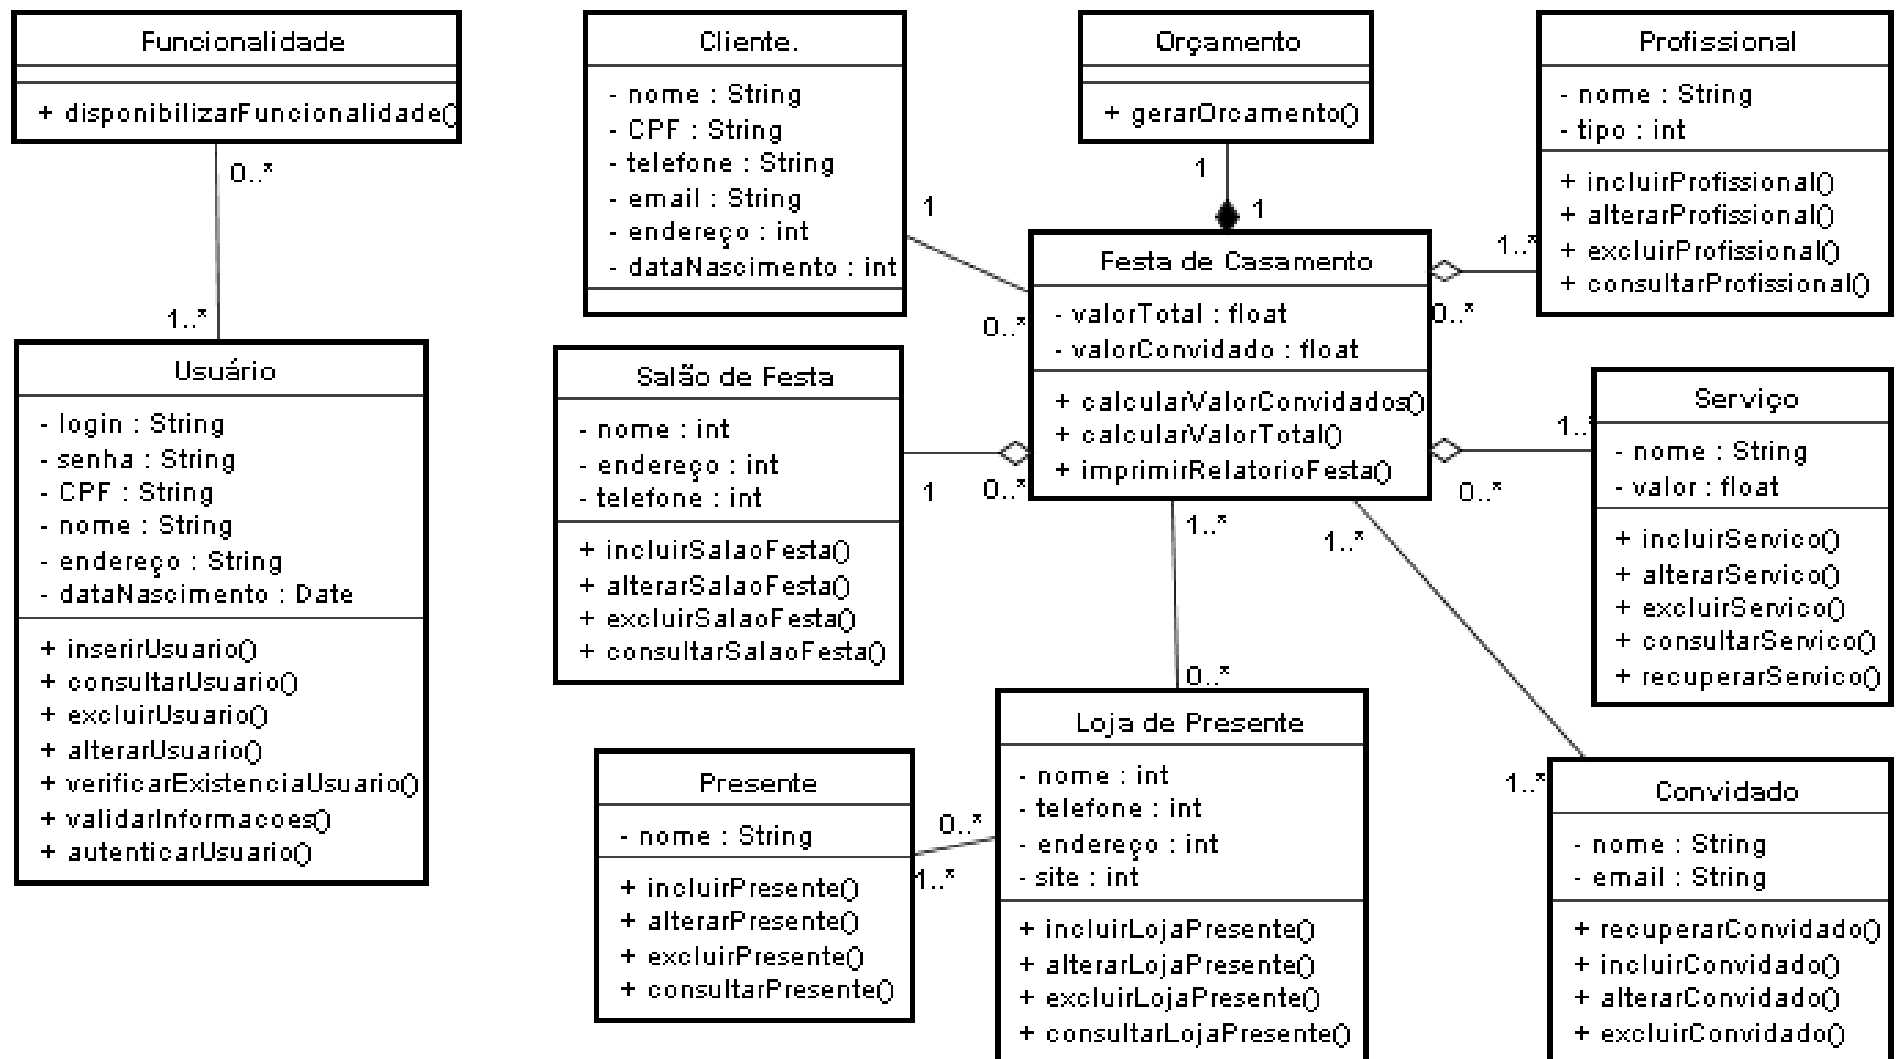 Funcionalidade
+ disponibilizarFuncionalidade()
0..*
1..*
Usuário
- login : String
- senha : String
- CPF : String
- nome : String
- endereço : String
- dataNascimento : Date
+ inserirUsuario()
+ consultarUsuario()
+ excluirUsuario()
+ alterarUsuario()
+ verificarExistenciaUsuario()
+ validarInformacoes()
+ autenticarUsuario()
Cliente.
- nome : String
- CPF : String
- telefone : String
- email : String
- endereço : int
- dataNascimento : int
1
0..*
Salão de Festa
- nome : int
- endereço : int
- telefone : int
+ incluirSalaoFesta()
+ alterarSalaoFesta()
+ excluirSalaoFesta()
+ consultarSalaoFesta()
1
0..*
Presente
- nome : String
+ incluirPresente()
+ alterarPresente()
+ excluirPresente()
+ consultarPresente()
0..*
1..*
Orçamento
+ gerarOrcamento()
1
1
Festa de Casamento
- valorTotal : float
- valorConvidado : float
+ calcularValorConvidados()
+ calcularValorTotal()
+ imprimirRelatorioFesta()
1..*
1..*
0..*
Loja de Presente
- nome : int
- telefone : int
- endereço : int
- site : int
+ incluirLojaPresente()
+ alterarLojaPresente()
+ excluirLojaPresente()
+ consultarLojaPresente()
Profissional
- nome : String
- tipo : int
+ incluirProfissional()
+ alterarProfissional()
+ excluirProfissional()
+ consultarProfissional()
1..*
0..*
Serviço
- nome : String
- valor : float
+ incluirServico()
+ alterarServico()
+ excluirServico()
+ consultarServico()
+ recuperarServico()
1..
0..*
1..*
Convidado
- nome : String
- email : String
+ recuperarConvidado()
+ incluirConvidado()
+ alterarConvidado()
+ excluirConvidado()